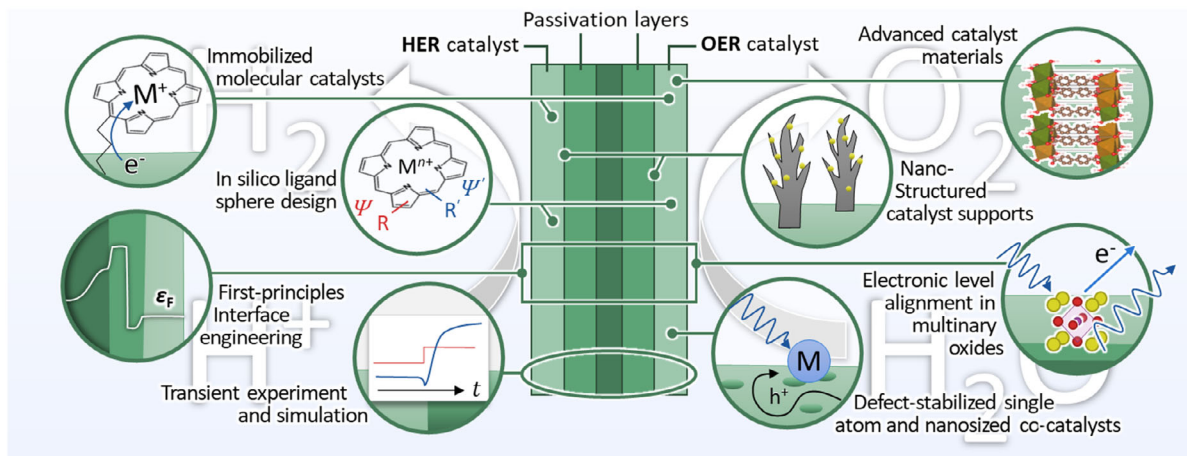 Passivation layers
HER catalyst
OER catalyst
Immobilized
molecular catalysts
M+
e-
H2
In silico ligand
sphere design
Mn+
Ψ
R
R′
Ψ′
εF
First-principles
Interface
engineering
H+
Transient experiment
and simulation
t
Advanced catalyst
materials
O2
Nanc-
Structured
catalyst supports
e-
Electronic level
alignment in
multinary
oxides
H2O
M
h+
Defect-stabilized single
atom and nanosized co-catalysts